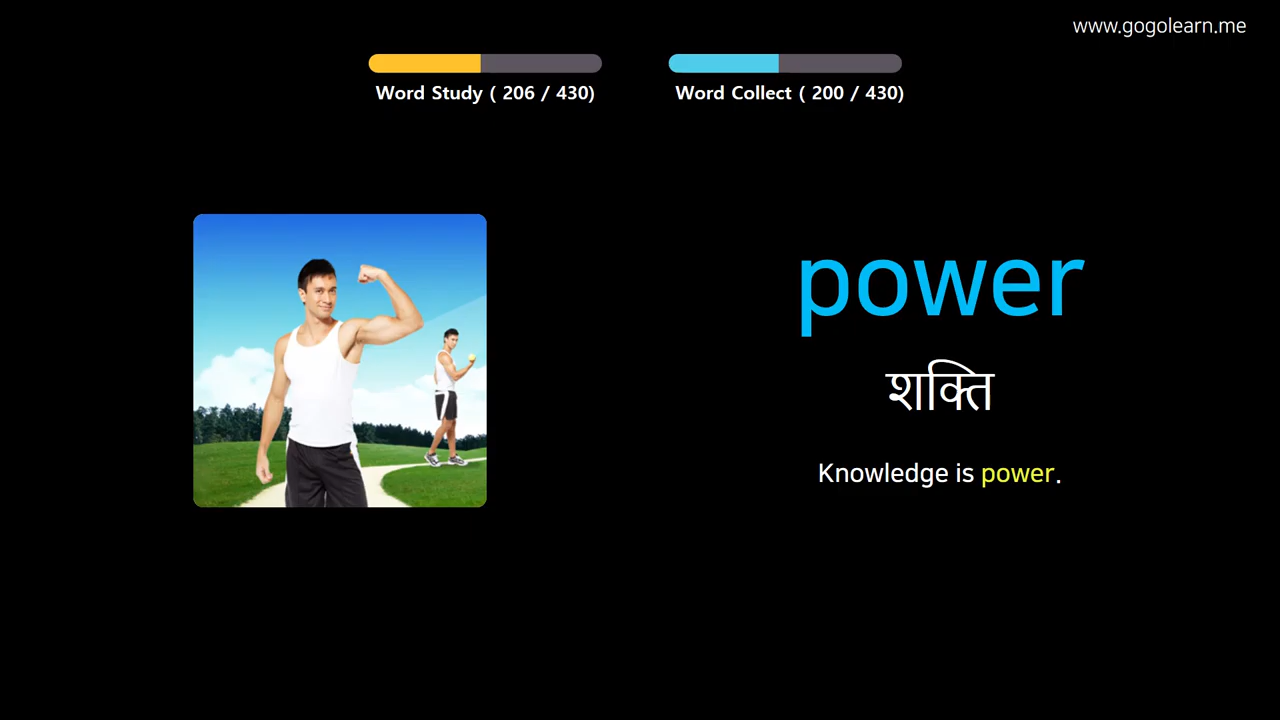 www.gogolearn.me
Word Study ( 206 / 430)
Word Collect ( 200 / 430)
power
शक्ति
Knowledge is power.